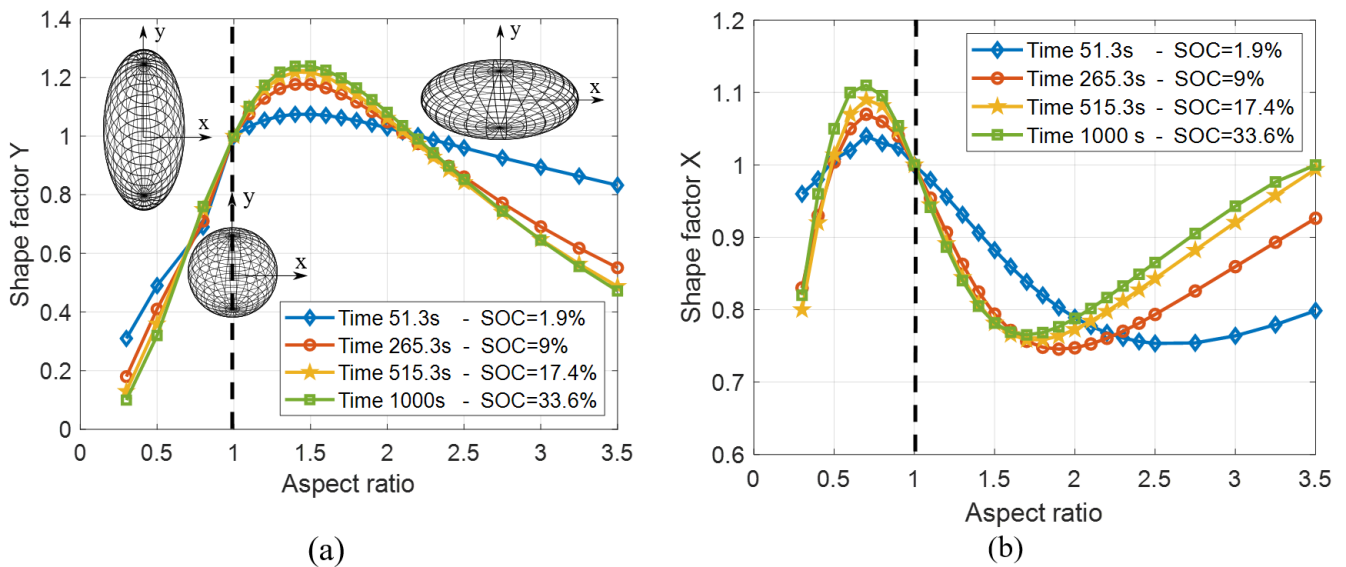 1.4
1.2
1
0.8
0.6
0.4
0.2
0
Shape factor Y
y
x
y
x
y
x
Time 51.3s - SOC=1.9%
Time 265.3s - SOC=9%
Time 515.3s - SOC=17.4%
Time 1000s - SOC=33.6%
0 0.5 1 1.5 2 2.5 3 3.5
Aspect ratio
(a)
1.2
1.1
1
0.9
0.8
0.7
0.6
Shape factor X
Time 51.3s - SOC=1.9%
Time 265.3s - SOC=9%
Time 515.3s - SOC=17.4%
Time 1000 s - SOC=33.6%
0 0.5 1 1.5 2 2.5 3 3.5
Aspect ratio
(b)